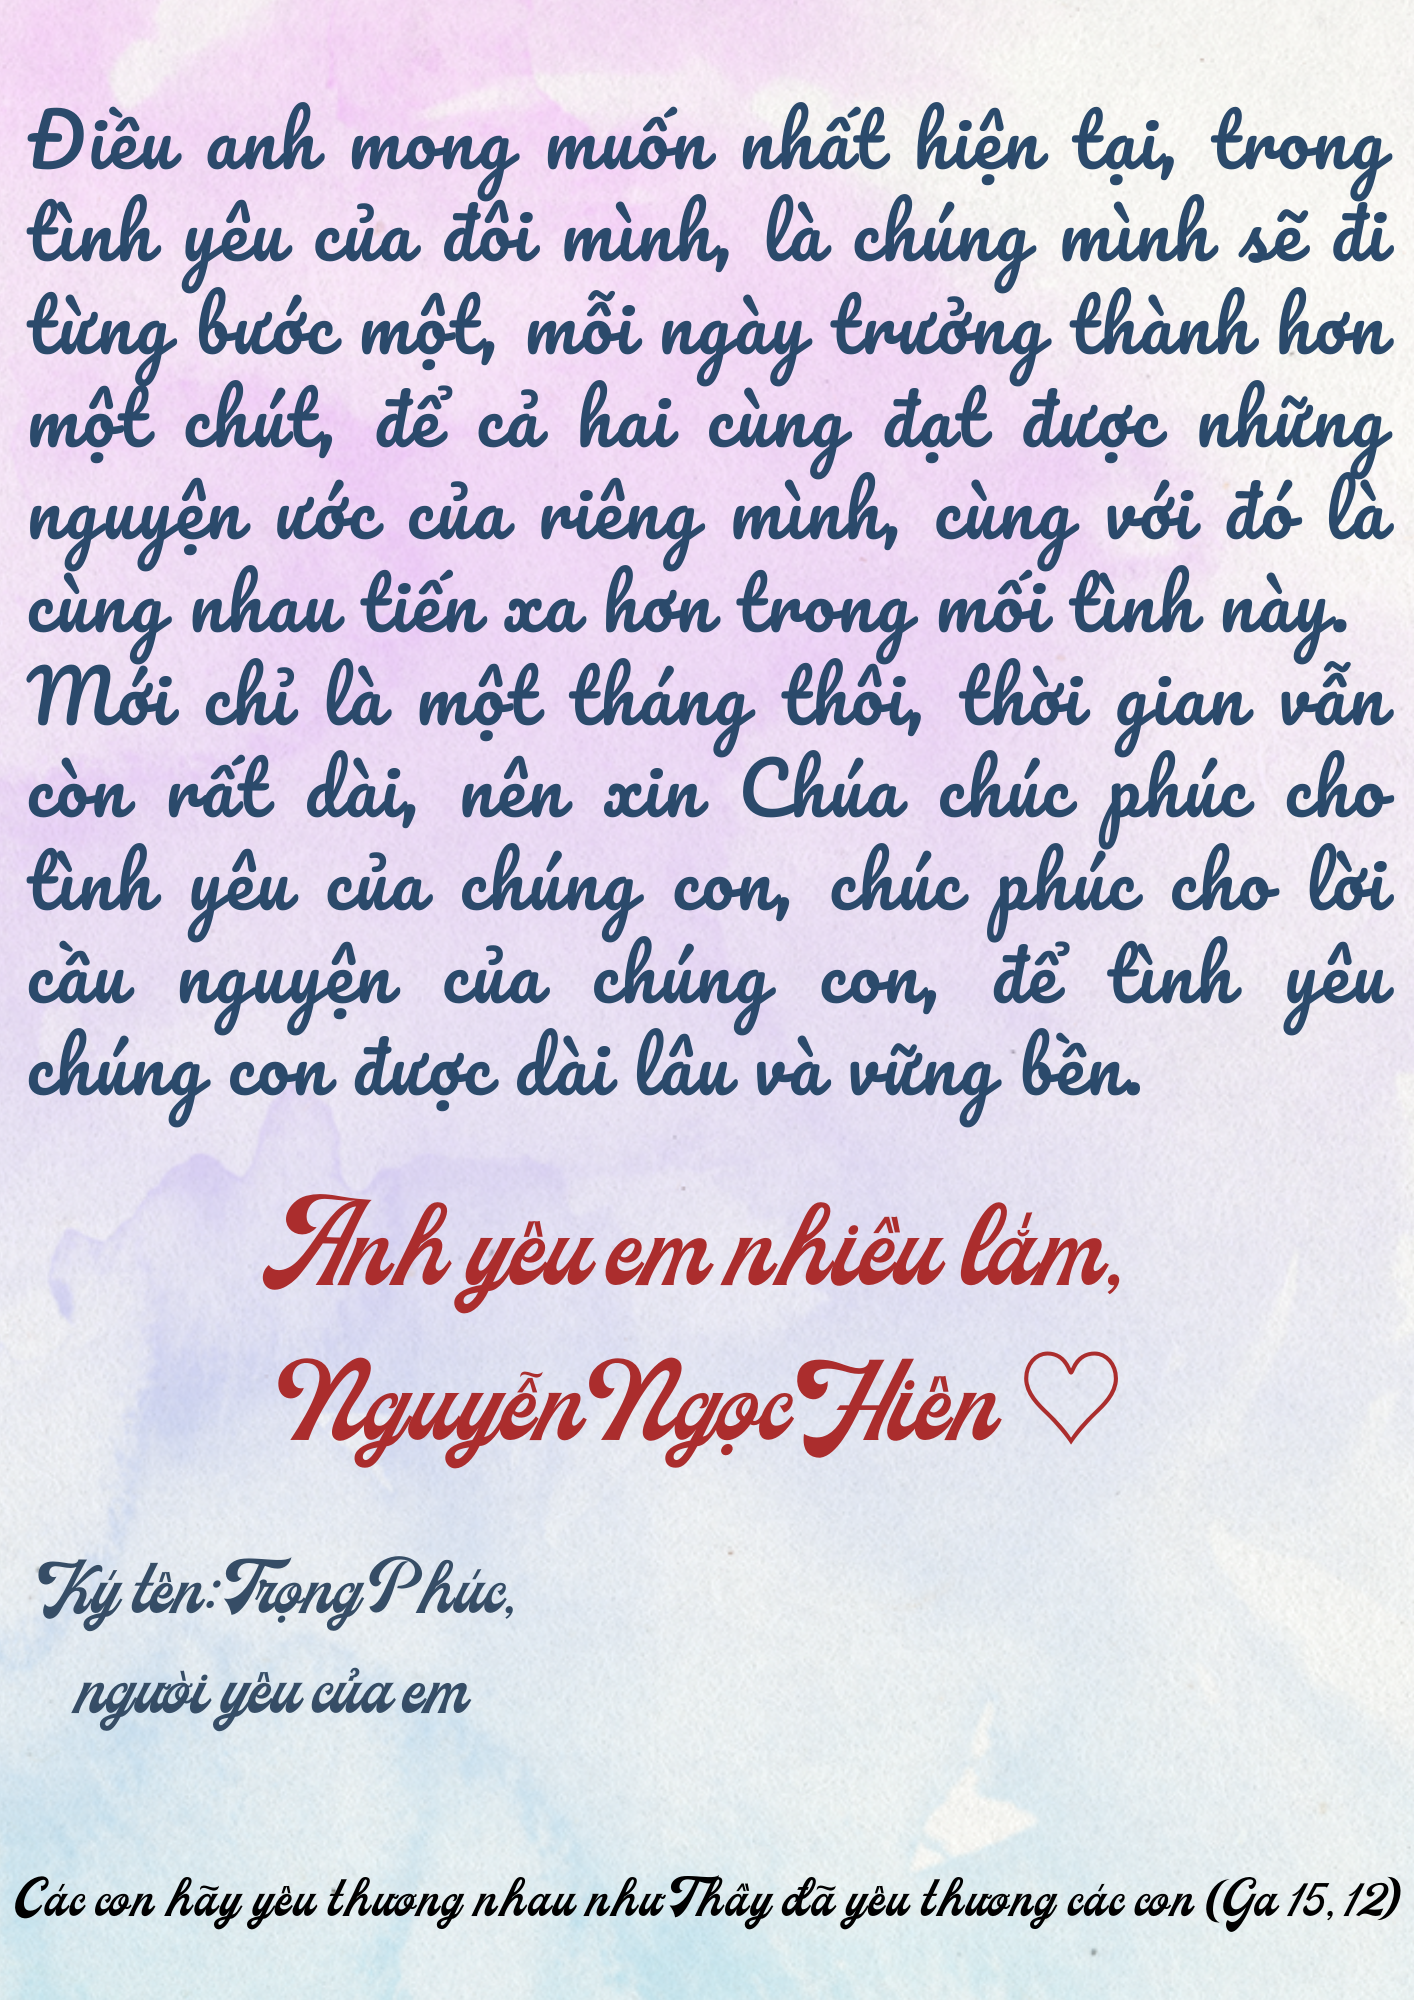 Điều anh mong muốn nhất hiện tại, trong
tình yêu của đôi mình, là chúng mình sẽ đi
từng bước một, mỗi ngày trưởng thành hơn
một chút, để cả hai cùng đạt được những
nguyện ước của riêng mình, cùng với đó là
cùng nhau tiến xa hơn trong mối tình này.
Mới chỉ là một tháng thôi, thời gian vẫn
còn rất dài, nên xin Chúa chúc phúc cho
tình yêu của chúng con, chúc phúc cho lời
cầu nguyện của chúng con, để tình yêu
chúng con được dài lâu và vững bền.
Anh yêu em nhiều lắm,
Nguyễn Ngọc Hiên ♡
Ký tên: Trọng Phúc,
người yêu của em
Các con hãy yêu thương nhau như Thầy đã yêu thương các con (Ga 15, 12)